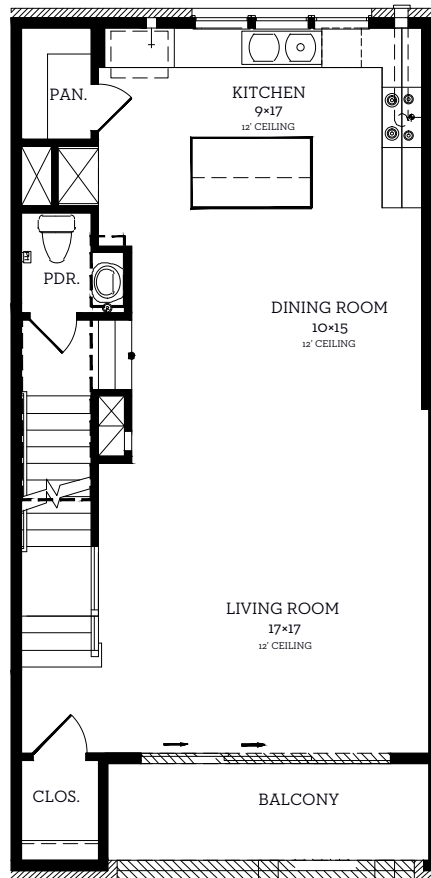 PAN.
KITCHEN
9×17
12' CEILING
PDR.
DINING ROOM
10×15
12' CEILING
LIVING ROOM
17×17
12' CEILING
CLOS.
BALCONY